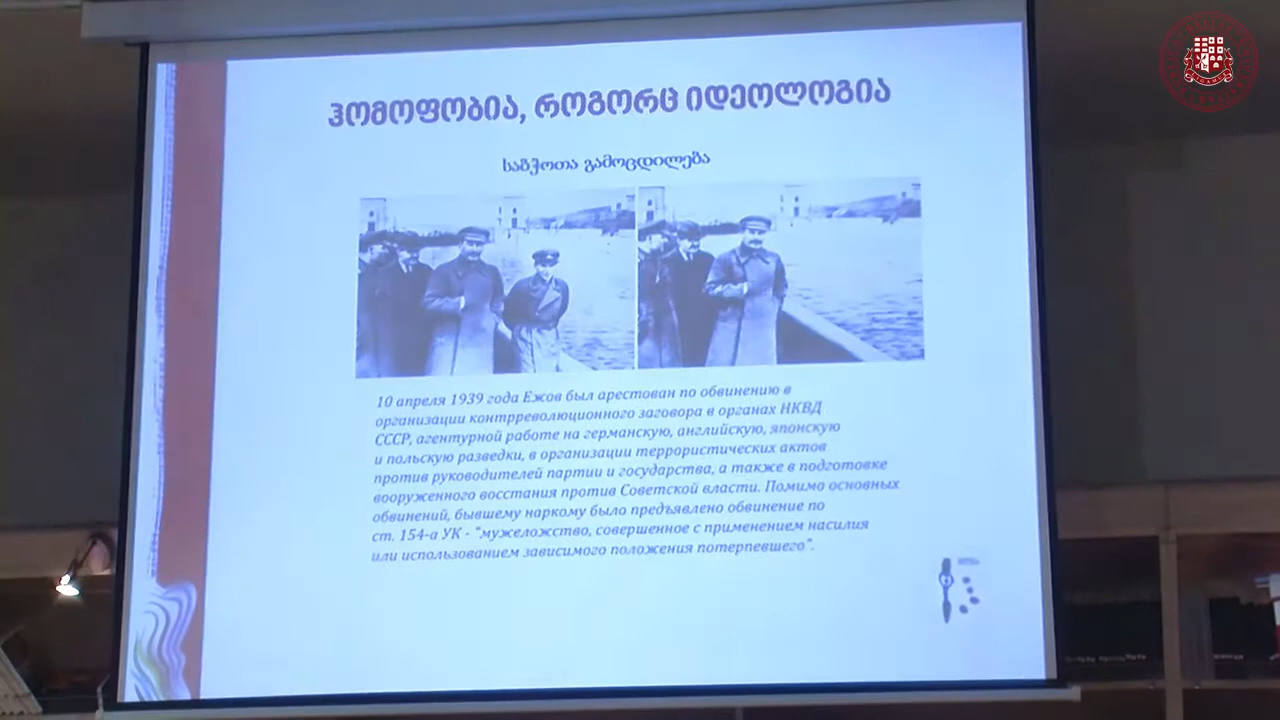 ჰომოფობია, როგორც იდეოლოგია
საბჭოთა გამოცდილება
10 апреля 1939 года Ежов был арестован по обвинению в
организации контрреволюционного заговора в органах НКВД
СССР, агентурной работе на германскую, английскую, японскую
и польскую разведки, в организации террористических актов
против руководителей партии и государства, а также в подготовке
вооруженного восстания против Советской власти. Помимо основных
обвинений, бывшему наркому было предъявлено обвинение по
ст. 154-а УК - "мужеложство, совершенное с применением насилия
или использованием зависимого положения потерпевшего".